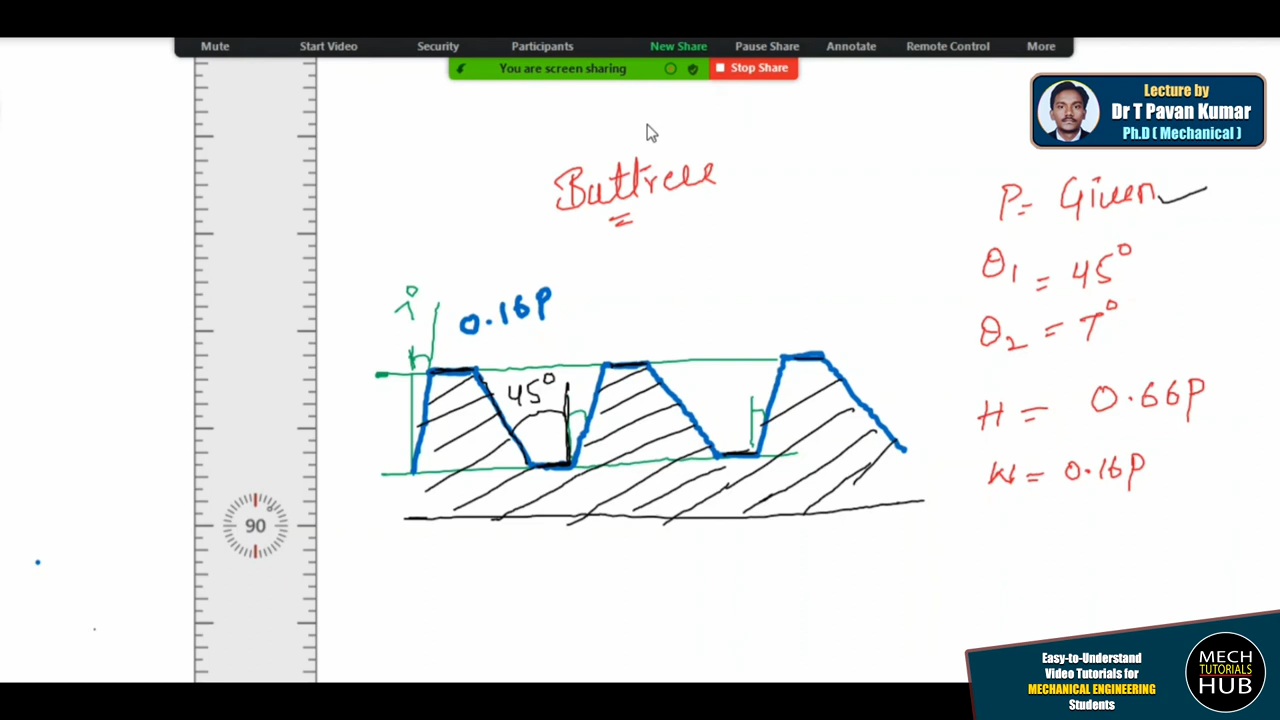 Mute Start Video Security Participants New Share Pause Share Annotate Remote Control More
You are screen sharing Stop Share
Lecture by
Dr T Pavan Kumar
Ph.D ( Mechanical )
Buttress
P = Given
θ1 = 45°
θ2 = 7°
H = 0.66P
W = 0.16P
7°
0.16P
45°
90
Easy-to-Understand
Video Tutorials for
MECHANICAL ENGINEERING
Students
MECH
TUTORIALS
HUB